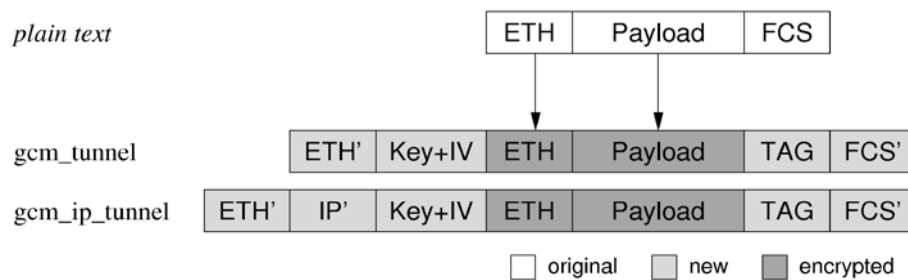 plain text ETH Payload FCS
gcm_tunnel ETH' Key+IV ETH Payload TAG FCS'
gcm_ip_tunnel ETH' IP' Key+IV ETH Payload TAG FCS'
original new encrypted